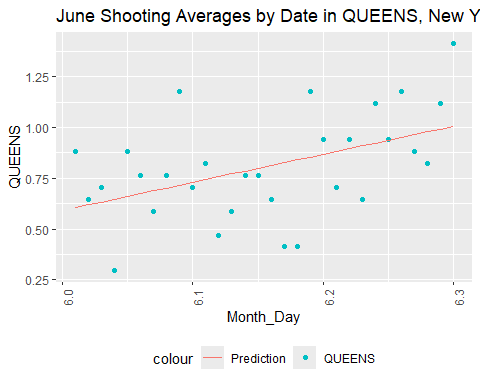 June Shooting Averages by Date in QUEENS, New Y
QUEENS
1.25
1.00
0.75
0.50
0.25
6.0
6.1
6.2
6.3
Month_Day
colour
Prediction
QUEENS